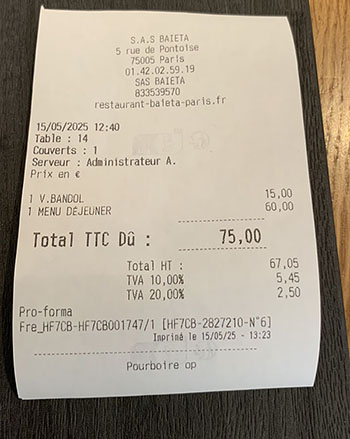 S.A.S BAIETA
5 rue de Pontoise
75005 Paris
01.42.02.59.19
SAS BAIETA
833539570
restaurant-baieta-paris.fr
15/05/2025 12:40
Table : 14
Couverts : 1
Serveur : Administrateur A.
Prix en €
1 V.BANDOL 15,00
1 MENU DÉJEUNER 60,00
Total TTC Dû : 75,00
Total HT : 67,05
TVA 10,00% 5,45
TVA 20,00% 2,50
Pro-forma
Fre_HF7CB-HF7CB001747/1 [HF7CB-2827210-N°6]
Imprimé le 15/05/25 - 13:23
Pourboire op